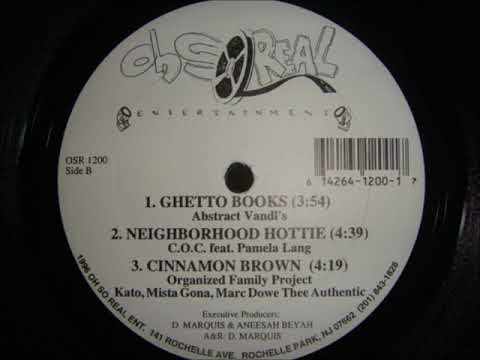 Oh SO REAL
ENTERTAINMENT
OSR 1200
Side B
6 14264-1200-1 7
1. GHETTO BOOKS (3:54)
Abstract Vandl's
2. NEIGHBORHOOD HOTTIE (4:39)
C.O.C. feat. Pamela Lang
3. CINNAMON BROWN (4:19)
Organized Family Project
Kato, Mista Gona, Marc Dowe Thee Authentic
Executive Producers:
D. MARQUIS & ANEESAH BEYAH
A&R: D. MARQUIS
1996 OH SO REAL ENT. 141 ROCHELLE AVE. ROCHELLE PARK, NJ 07662 (201) 843-1628